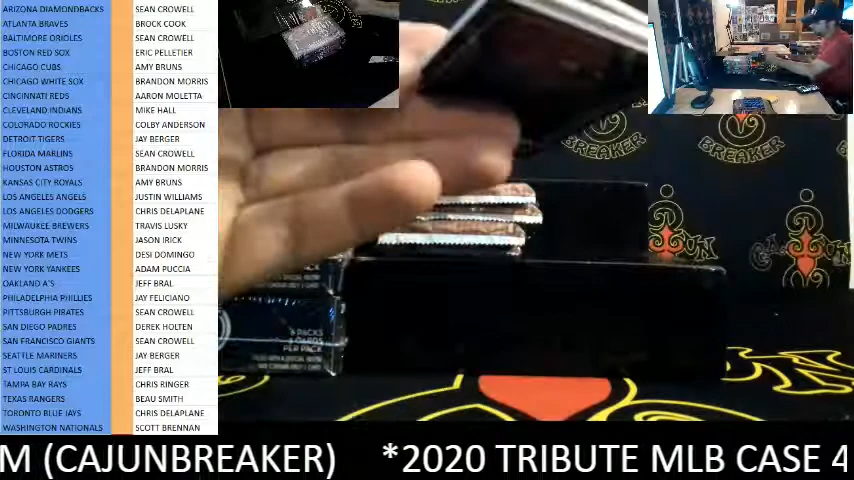 ARIZONA DIAMONDBACKS SEAN CROWELL
ATLANTA BRAVES BROCK COOK
BALTIMORE ORIOLES SEAN CROWELL
BOSTON RED SOX ERIC PELLETIER
CHICAGO CUBS AMY BRUNS
CHICAGO WHITE SOX BRANDON MORRIS
CINCINNATI REDS AARON MOLETTA
CLEVELAND INDIANS MIKE HALL
COLORADO ROCKIES COLBY ANDERSON
DETROIT TIGERS JAY BERGER
FLORIDA MARLINS SEAN CROWELL
HOUSTON ASTROS BRANDON MORRIS
KANSAS CITY ROYALS AMY BRUNS
LOS ANGELES ANGELS JUSTIN WILLIAMS
LOS ANGELES DODGERS CHRIS DELAPLANE
MILWAUKEE BREWERS TRAVIS LUSKY
MINNESOTA TWINS JASON IRICK
NEW YORK METS DESI DOMINGO
NEW YORK YANKEES ADAM PUCCIA
OAKLAND A'S JEFF BRAL
PHILADELPHIA PHILLIES JAY FELICIANO
PITTSBURGH PIRATES SEAN CROWELL
SAN DIEGO PADRES DEREK HOLTEN
SAN FRANCISCO GIANTS SEAN CROWELL
SEATTLE MARINERS JAY BERGER
ST LOUIS CARDINALS JEFF BRAL
TAMPA BAY RAYS CHRIS RINGER
TEXAS RANGERS BEAU SMITH
TORONTO BLUE JAYS CHRIS DELAPLANE
WASHINGTON NATIONALS SCOTT BRENNAN
BREAKER
BREAKER
CAJUN
PACKS
CARDS
PER PACK
M (CAJUNBREAKER) *2020 TRIBUTE MLB CASE 4